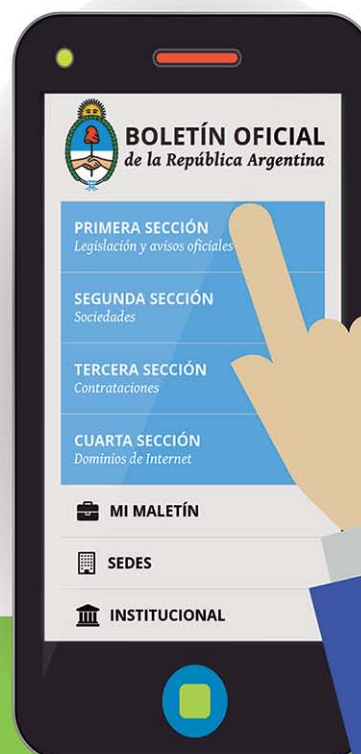 BOLETÍN OFICIAL
de la República Argentina
PRIMERA SECCIÓN
Legislación y avisos oficiales
SEGUNDA SECCIÓN
Sociedades
TERCERA SECCIÓN
Contrataciones
CUARTA SECCIÓN
Dominios de Internet
MI MALETÍN
SEDES
INSTITUCIONAL